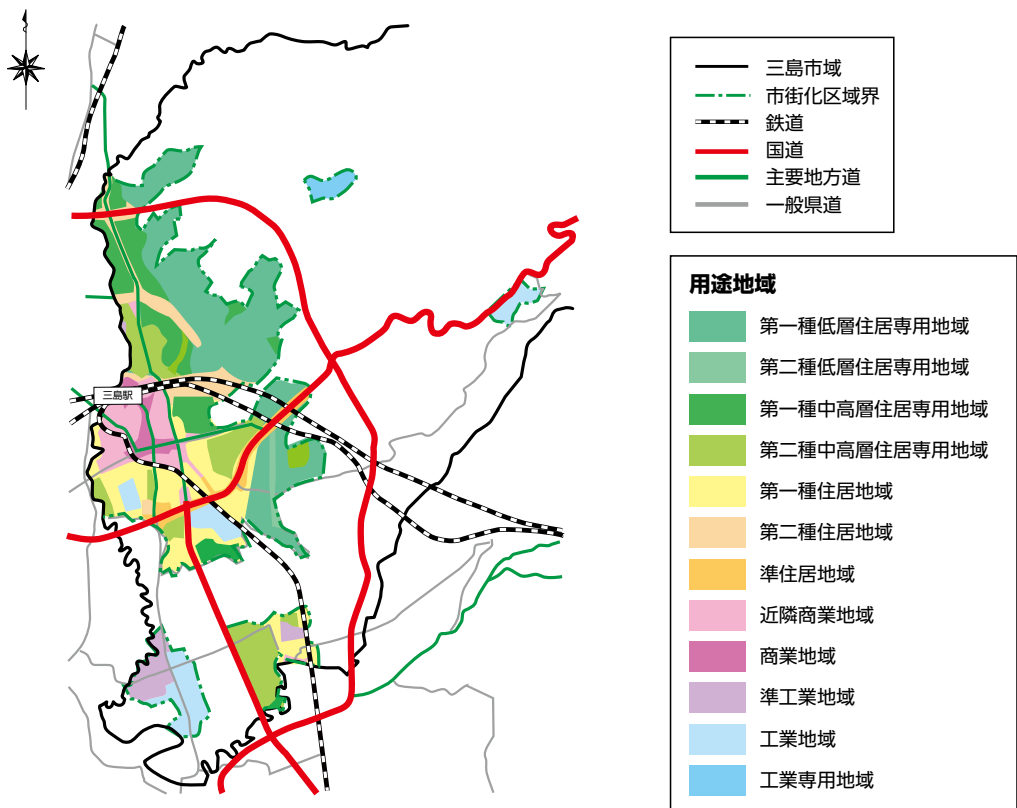 三島市域
市街化区域界
鉄道
国道
主要地方道
一般県道
三島駅
用途地域
第一種低層住居専用地域
第二種低層住居専用地域
第一種中高層住居専用地域
第二種中高層住居専用地域
第一種住居地域
第二種住居地域
準住居地域
近隣商業地域
商業地域
準工業地域
工業地域
工業専用地域